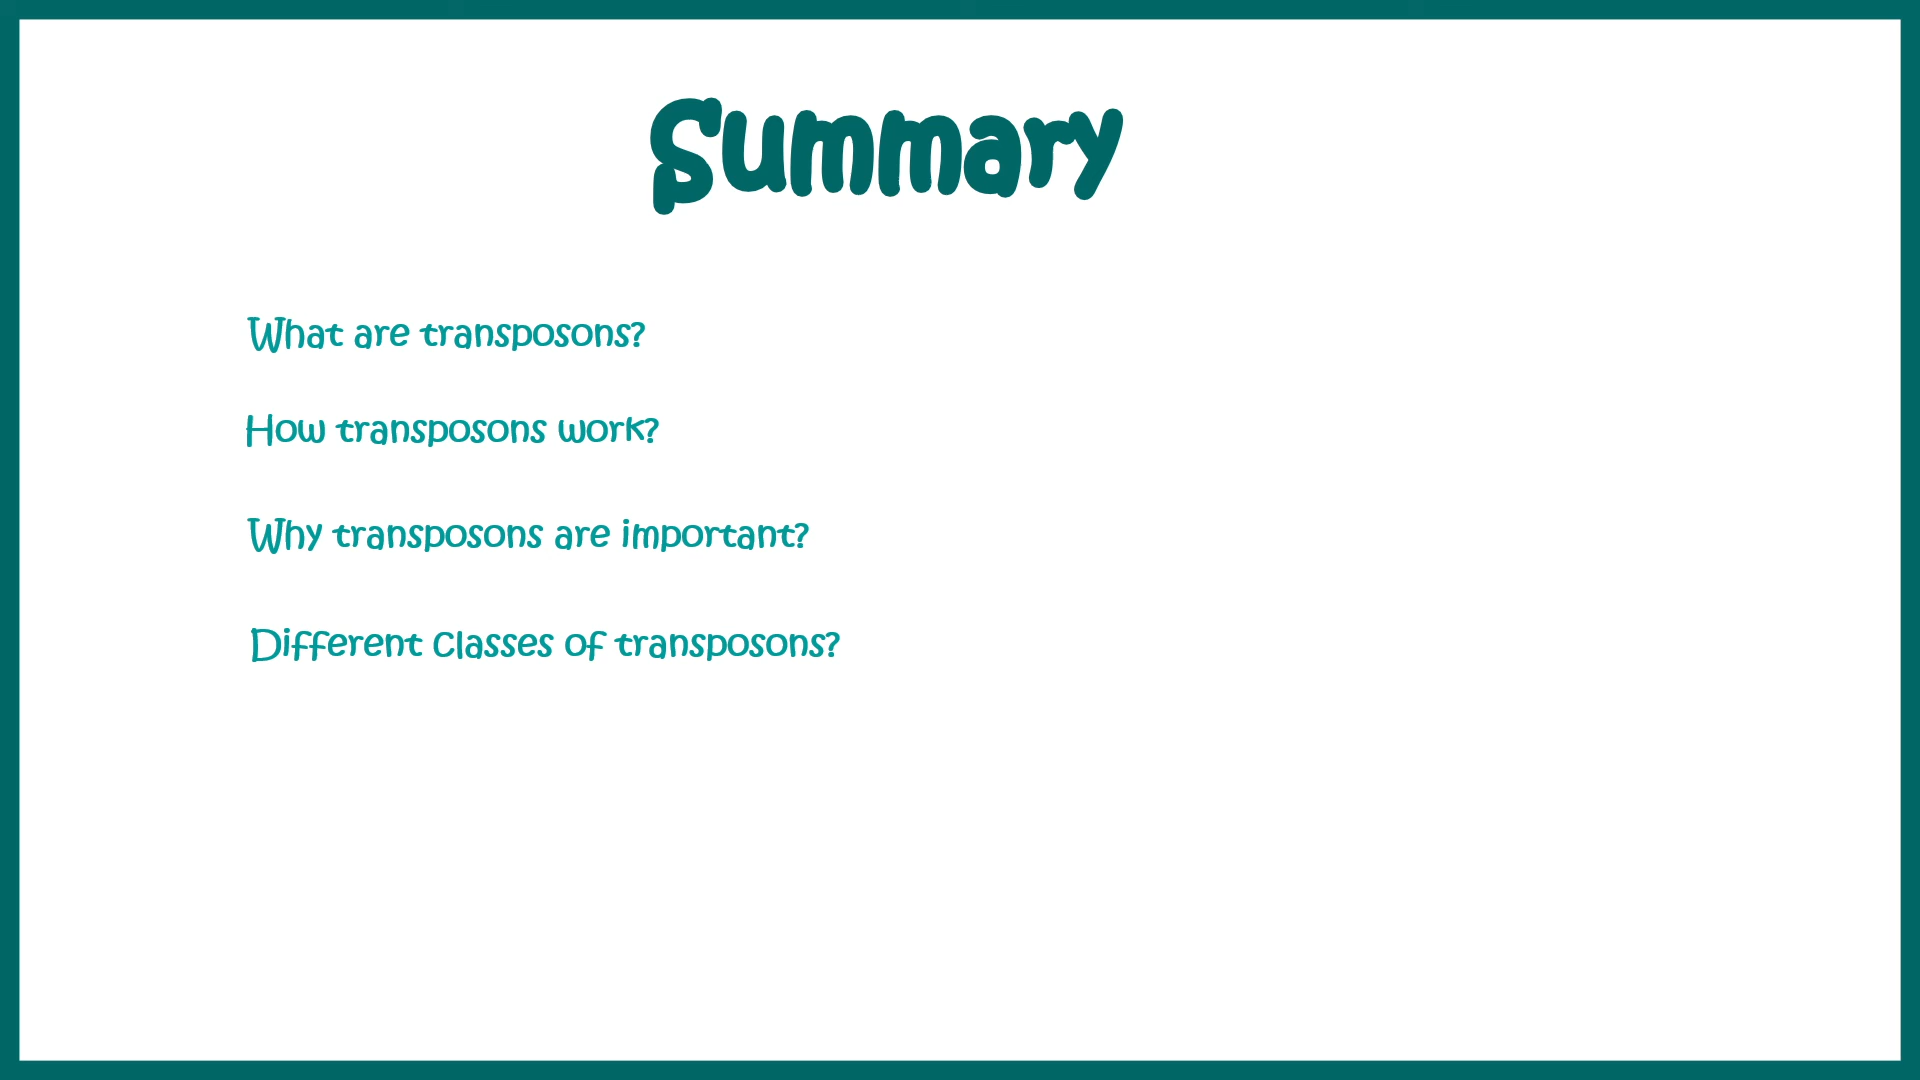 Summary
What are transposons?
How transposons work?
Why transposons are important?
Different classes of transposons?